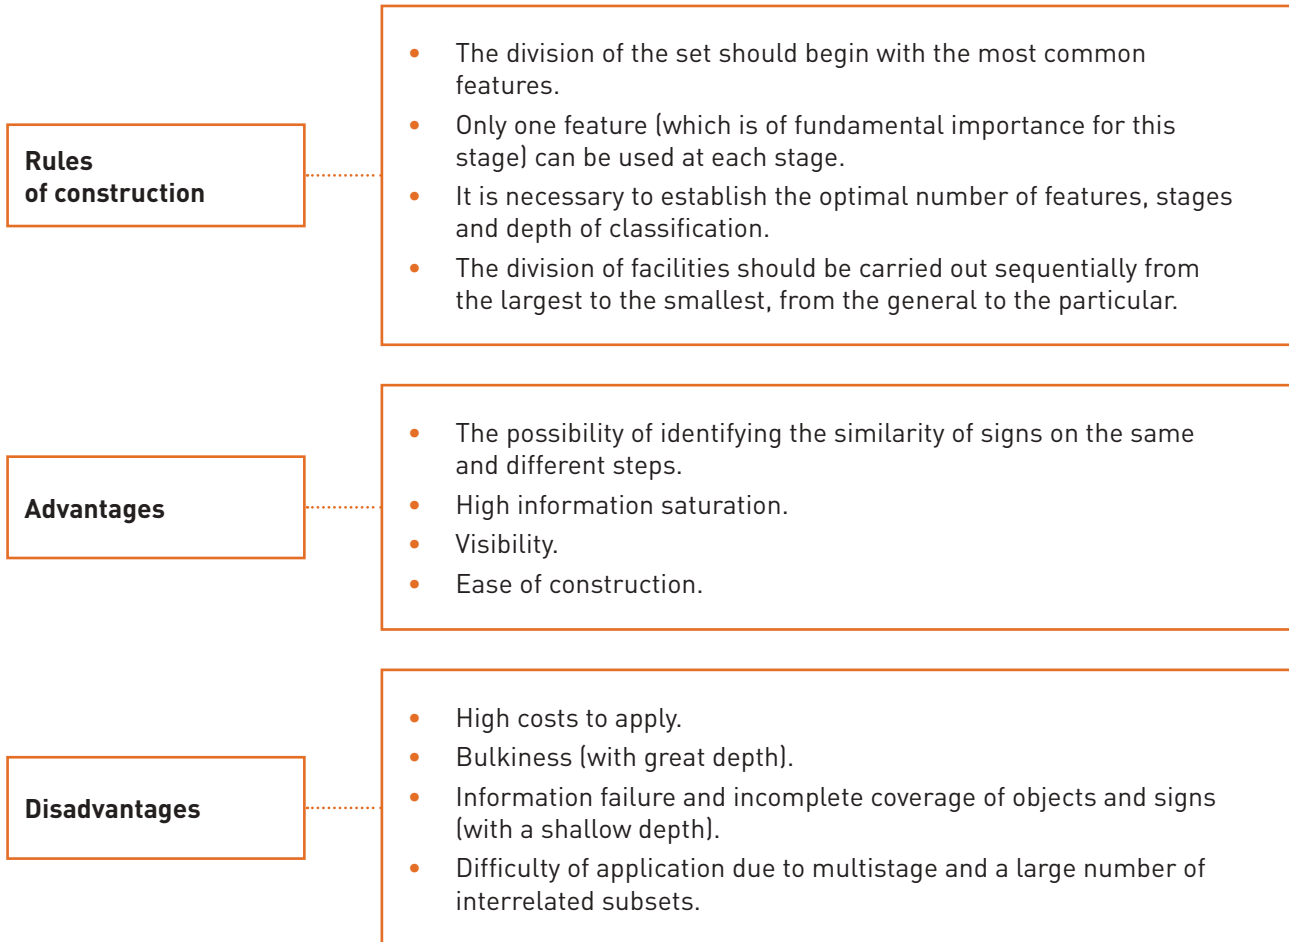 Rules
of construction
• The division of the set should begin with the most common
features.
• Only one feature (which is of fundamental importance for this
stage) can be used at each stage.
• It is necessary to establish the optimal number of features, stages
and depth of classification.
• The division of facilities should be carried out sequentially from
the largest to the smallest, from the general to the particular.
Advantages
• The possibility of identifying the similarity of signs on the same
and different steps.
• High information saturation.
• Visibility.
• Ease of construction.
Disadvantages
• High costs to apply.
• Bulkiness (with great depth).
• Information failure and incomplete coverage of objects and signs
(with a shallow depth).
• Difficulty of application due to multistage and a large number of
interrelated subsets.